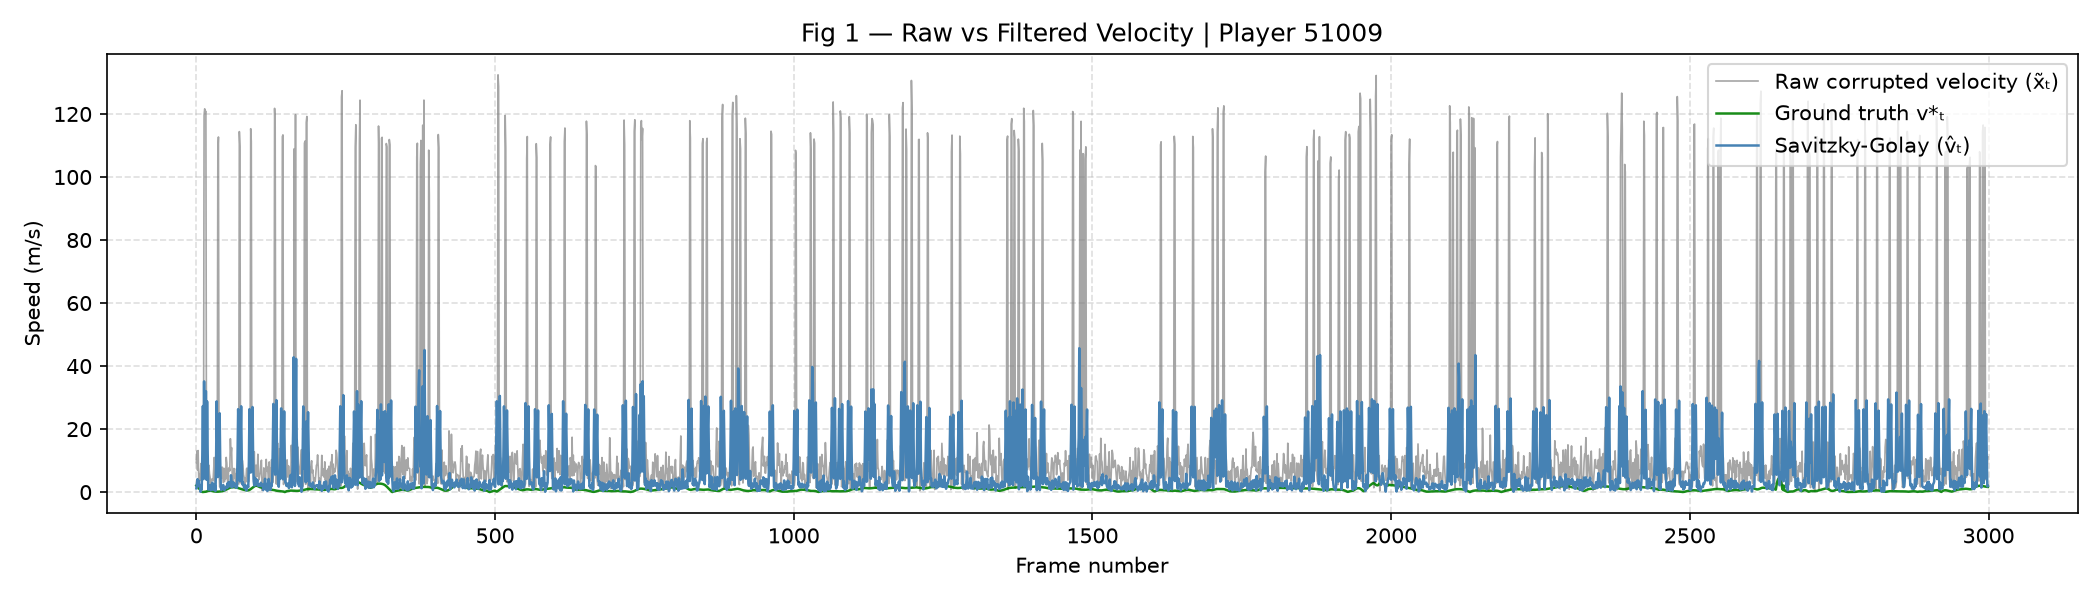 Fig 1 — Raw vs Filtered Velocity | Player 51009
Raw corrupted velocity (x̃ₜ)
Ground truth v*ₜ
Savitzky-Golay (v̂ₜ)
Speed (m/s)
120
100
80
60
40
20
0
0 500 1000 1500 2000 2500 3000
Frame number